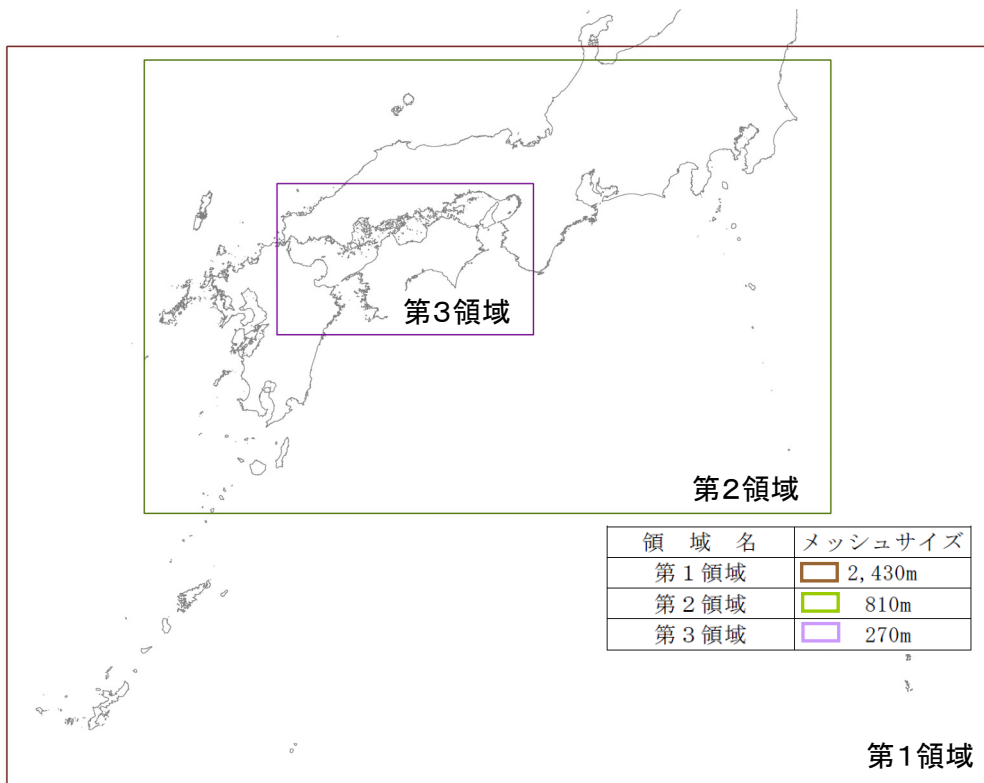 第3領域
第2領域
領 域 名 メッシュサイズ
第１領域 2,430m
第２領域 810m
第３領域 270m
第1領域